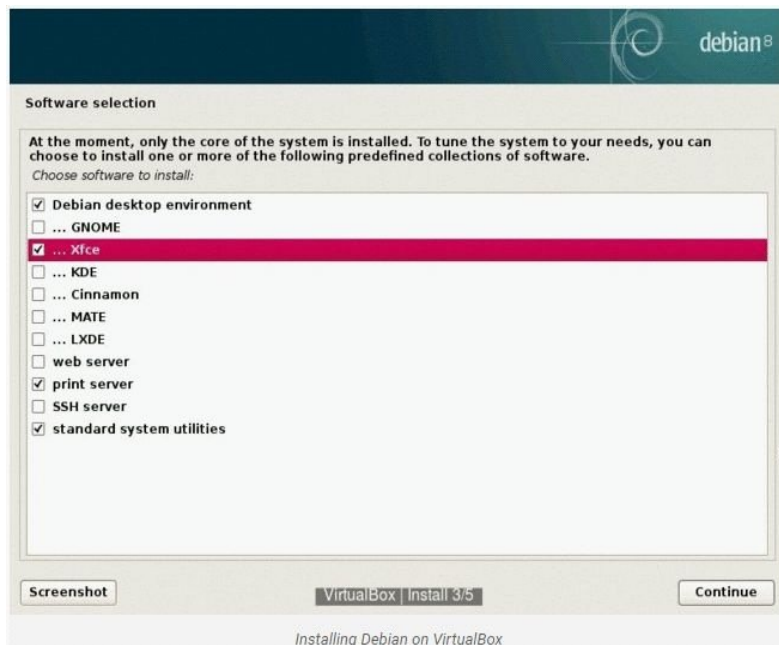 debian 8
Software selection
At the moment, only the core of the system is installed. To tune the system to your needs, you can
choose to install one or more of the following predefined collections of software.
Choose software to install:
Debian desktop environment
... GNOME
... Xfce
... KDE
... Cinnamon
... MATE
... LXDE
web server
print server
SSH server
standard system utilities
Screenshot
VirtualBox | Install 3/5
Continue
Installing Debian on VirtualBox